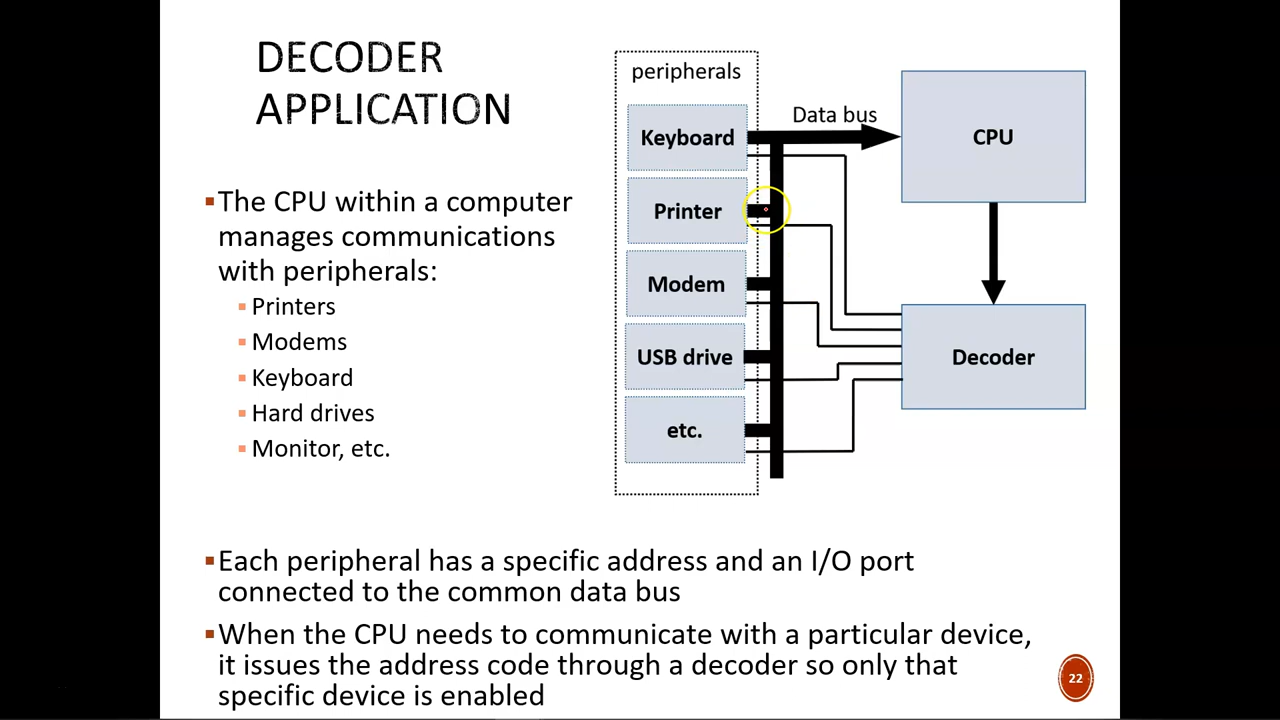 DECODER
APPLICATION
▪The CPU within a computer
manages communications
with peripherals:
▪Printers
▪Modems
▪Keyboard
▪Hard drives
▪Monitor, etc.
peripherals
Keyboard
Printer
Modem
USB drive
etc.
Data bus
CPU
Decoder
▪Each peripheral has a specific address and an I/O port
connected to the common data bus
▪When the CPU needs to communicate with a particular device,
it issues the address code through a decoder so only that
specific device is enabled
22